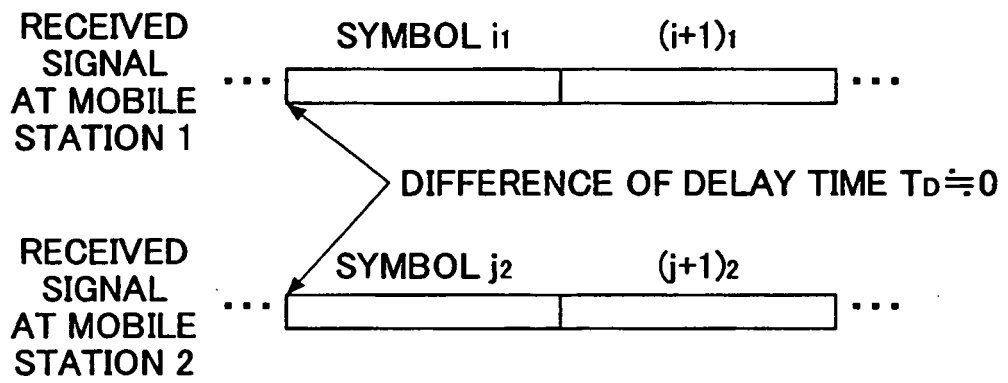 RECEIVED
SIGNAL
AT MOBILE
STATION 1
SYMBOL i1
(i+1)1
... ...
DIFFERENCE OF DELAY TIME TD≒0
RECEIVED
SIGNAL
AT MOBILE
STATION 2
SYMBOL j2
(j+1)2
... ...